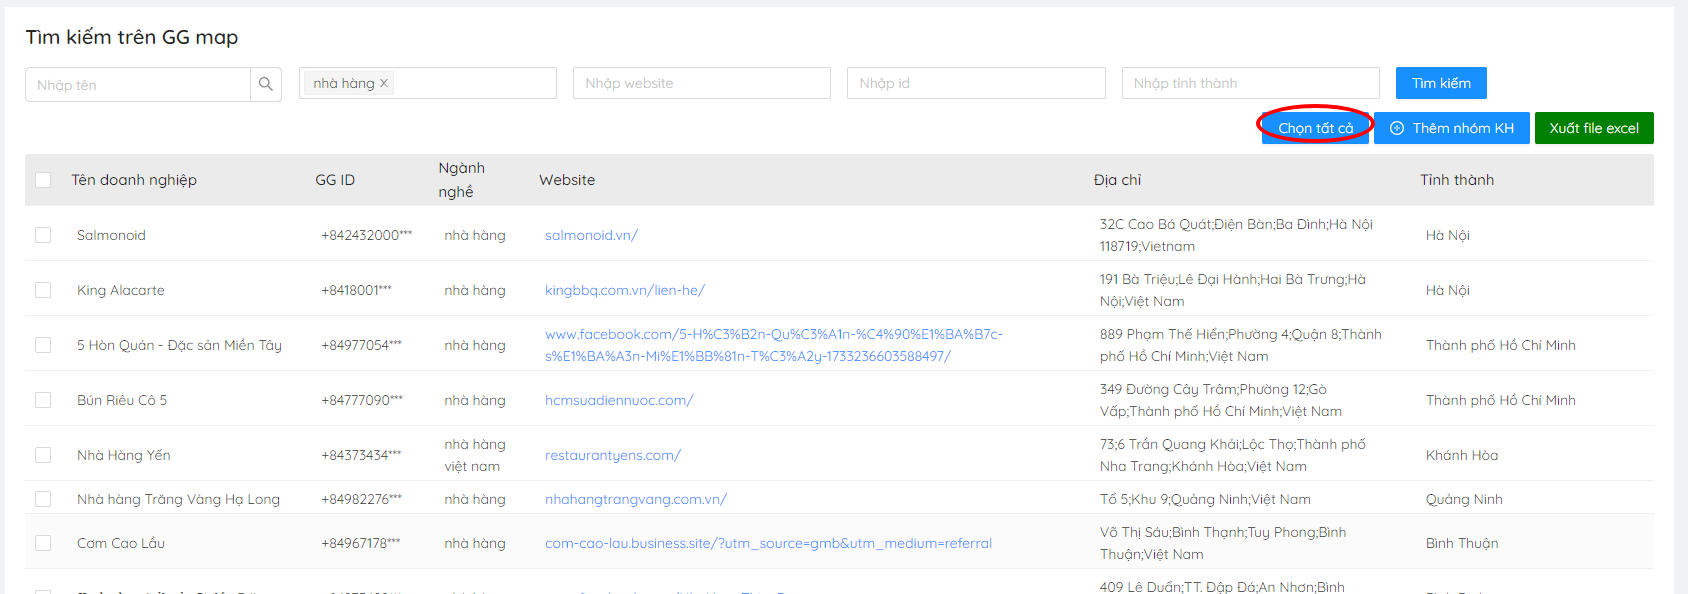 Tìm kiếm trên GG map
Nhập tên
nhà hàng X
Nhập website
Nhập id
Nhập tỉnh thành
Tìm kiếm
Chọn tất cả
Thêm nhóm KH
Xuất file excel
Tên doanh nghiệp
GG ID
Ngành
nghề
Website
Địa chỉ
Tỉnh thành
Salmonoid
+842432000***
nhà hàng
salmonoid.vn/
32C Cao Bá Quát;Điện Bàn;Ba Đình;Hà Nội
118719;Vietnam
Hà Nội
King Alacarte
+8418001***
nhà hàng
kingbbq.com.vn/lien-he/
191 Bà Triệu;Lê Đại Hành;Hai Bà Trưng;Hà
Nội;Việt Nam
Hà Nội
5 Hòn Quán - Đặc sản Miền Tây
+84977054***
nhà hàng
www.facebook.com/5-H%C3%B2n-Qu%C3%A1n-%C4%90%E1%BA%B7c-
s%E1%BA%A3n-Mi%E1%BB%81n-T%C3%A2y-1733236603588497/
889 Phạm Thế Hiển;Phường 4;Quận 8;Thành
phố Hồ Chí Minh;Việt Nam
Thành phố Hồ Chí Minh
Bún Riêu Cô 5
+84777090***
nhà hàng
hcmsuadiennuoc.com/
349 Đường Cây Trâm;Phường 12;Gò
Vấp;Thành phố Hồ Chí Minh;Việt Nam
Thành phố Hồ Chí Minh
Nhà Hàng Yến
+84373434***
nhà hàng
việt nam
restaurantyens.com/
73;6 Trần Quang Khải;Lộc Thọ;Thành phố
Nha Trang;Khánh Hòa;Việt Nam
Khánh Hòa
Nhà hàng Trăng Vàng Hạ Long
+84982276***
nhà hàng
nhahangtrangvang.com.vn/
Tổ 5;Khu 9;Quảng Ninh;Việt Nam
Quảng Ninh
Cơm Cao Lầu
+84967178***
nhà hàng
com-cao-lau.business.site/?utm_source=gmb&utm_medium=referral
Võ Thị Sáu;Bình Thạnh;Tuy Phong;Bình
Thuận;Việt Nam
Bình Thuận
409 Lê Duẩn;TT. Đập Đá;An Nhơn;Bình